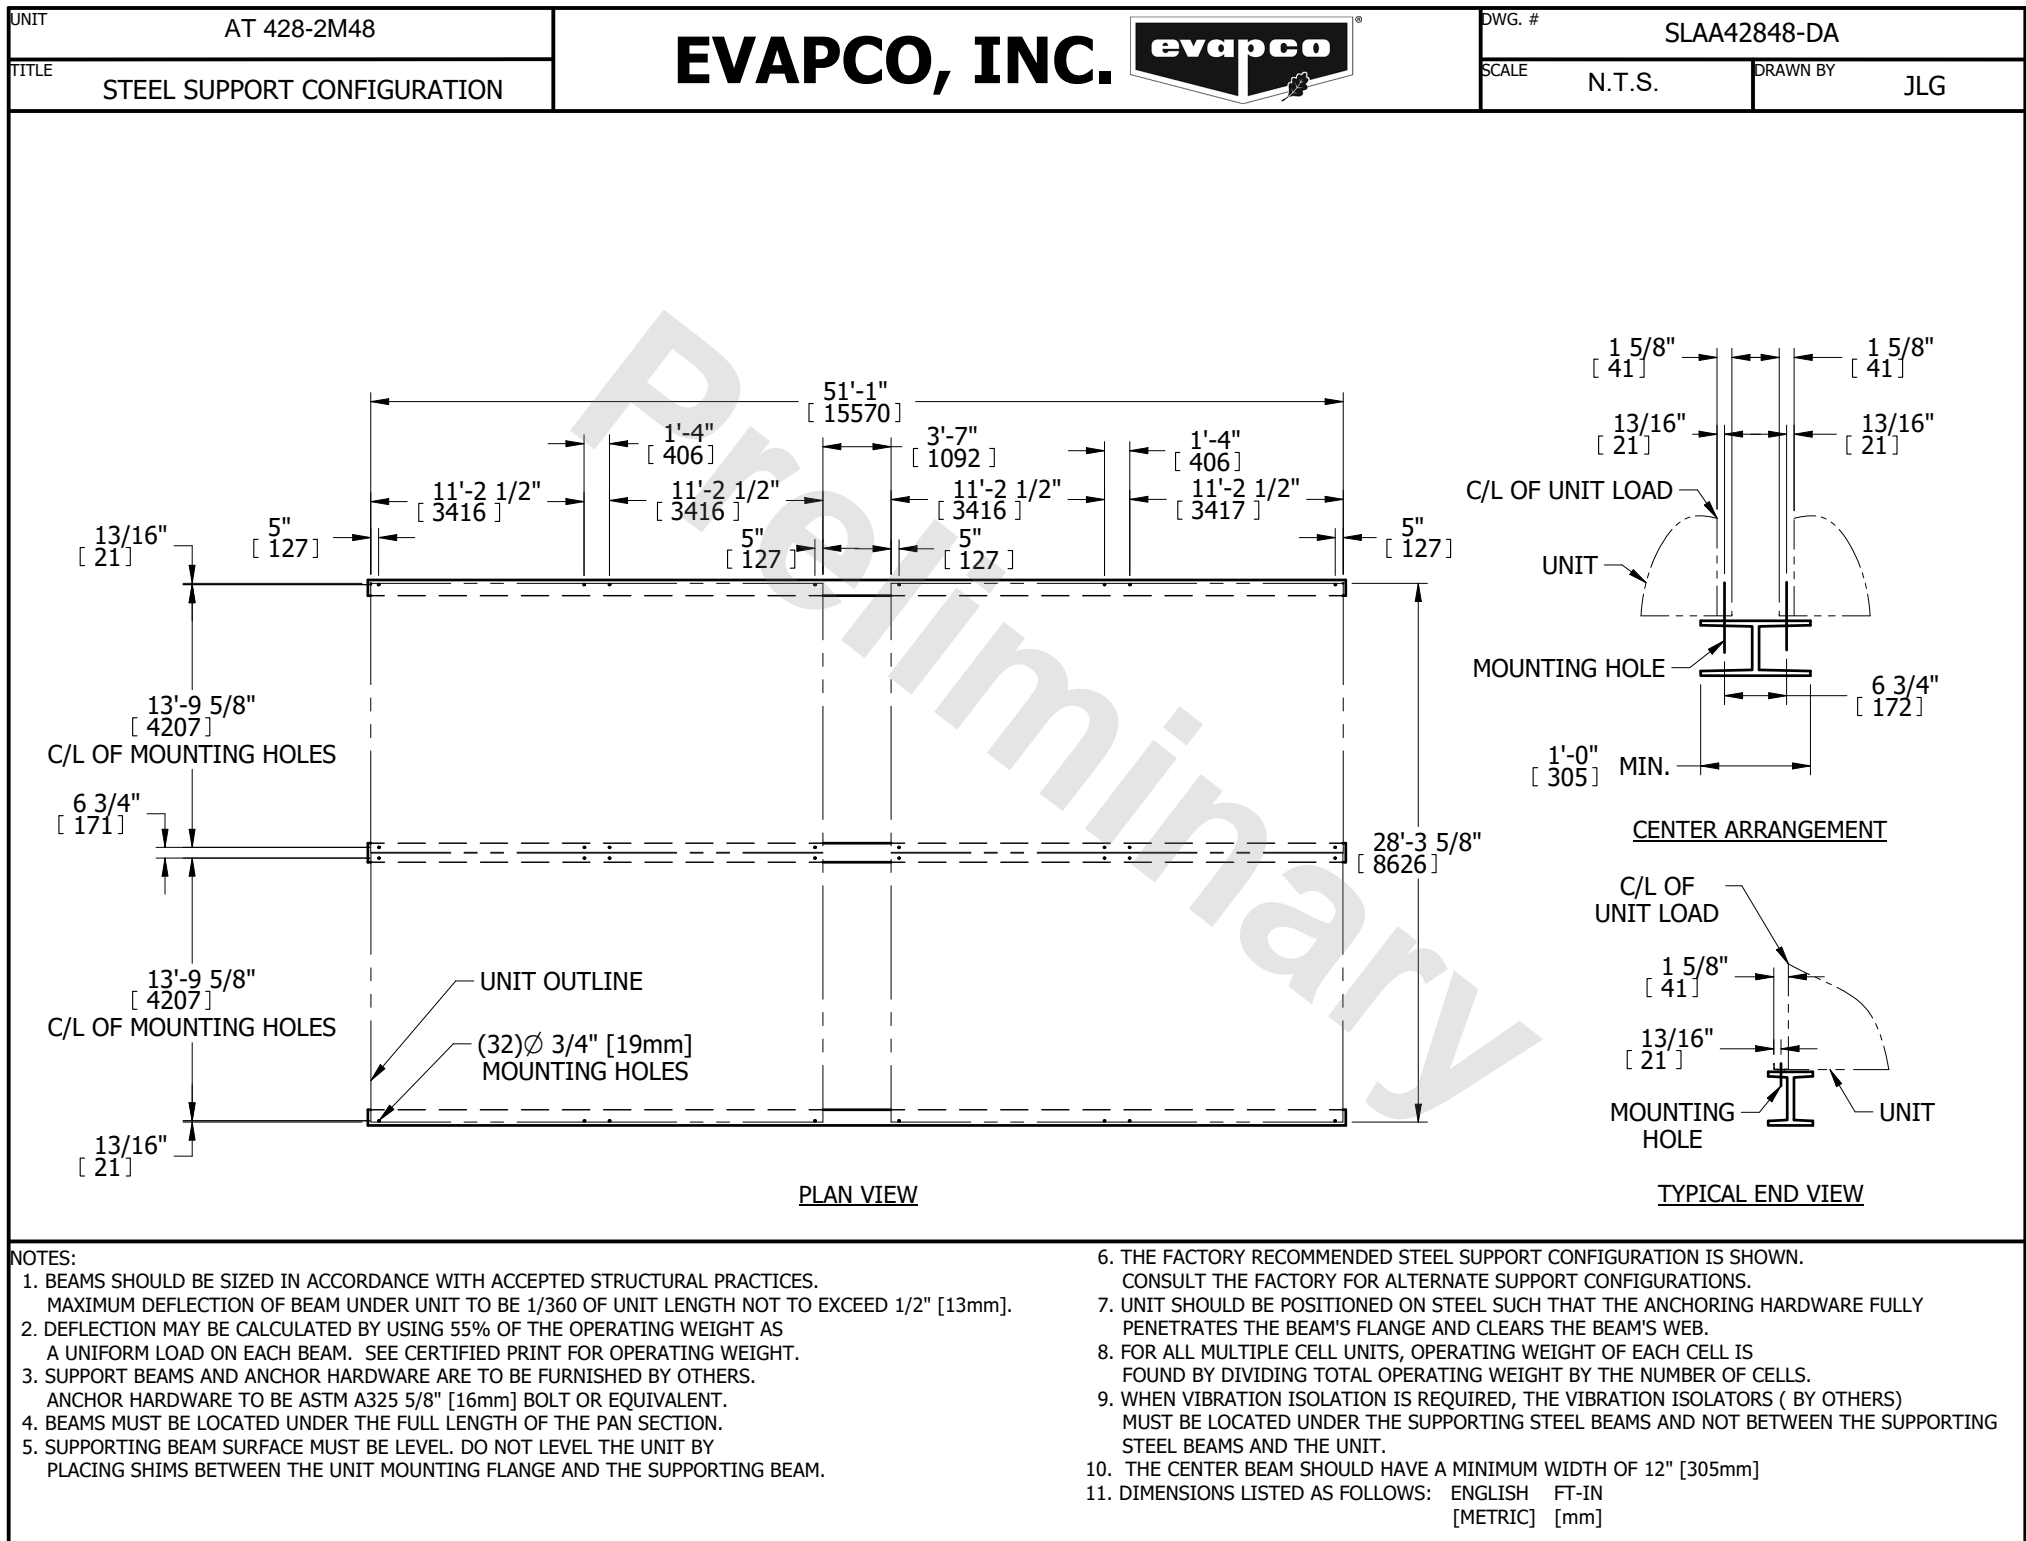 UNIT
AT 428-2M48
TITLE
STEEL SUPPORT CONFIGURATION
EVAPCO, INC.
evapco
®
DWG. #
SLAA42848-DA
SCALE
N.T.S.
DRAWN BY
JLG
Preliminary
51'-1"
[ 15570 ]
1'-4"
[ 406 ]
3'-7"
[ 1092 ]
1'-4"
[ 406 ]
11'-2 1/2"
[ 3416 ]
11'-2 1/2"
[ 3416 ]
11'-2 1/2"
[ 3416 ]
11'-2 1/2"
[ 3417 ]
13/16"
[ 21 ]
5"
[ 127 ]
5"
[ 127 ]
5"
[ 127 ]
5"
[ 127 ]
13'-9 5/8"
[ 4207 ]
C/L OF MOUNTING HOLES
6 3/4"
[ 171 ]
28'-3 5/8"
[ 8626 ]
13'-9 5/8"
[ 4207 ]
C/L OF MOUNTING HOLES
UNIT OUTLINE
(32)∅ 3/4" [19mm]
MOUNTING HOLES
13/16"
[ 21 ]
PLAN VIEW
1 5/8"
[ 41 ]
1 5/8"
[ 41 ]
13/16"
[ 21 ]
13/16"
[ 21 ]
C/L OF UNIT LOAD
UNIT
MOUNTING HOLE
6 3/4"
[ 172 ]
1'-0"
[ 305 ]
MIN.
CENTER ARRANGEMENT
C/L OF
UNIT LOAD
1 5/8"
[ 41 ]
13/16"
[ 21 ]
MOUNTING
HOLE
UNIT
TYPICAL END VIEW
NOTES:
1. BEAMS SHOULD BE SIZED IN ACCORDANCE WITH ACCEPTED STRUCTURAL PRACTICES.
MAXIMUM DEFLECTION OF BEAM UNDER UNIT TO BE 1/360 OF UNIT LENGTH NOT TO EXCEED 1/2" [13mm].
2. DEFLECTION MAY BE CALCULATED BY USING 55% OF THE OPERATING WEIGHT AS
A UNIFORM LOAD ON EACH BEAM. SEE CERTIFIED PRINT FOR OPERATING WEIGHT.
3. SUPPORT BEAMS AND ANCHOR HARDWARE ARE TO BE FURNISHED BY OTHERS.
ANCHOR HARDWARE TO BE ASTM A325 5/8" [16mm] BOLT OR EQUIVALENT.
4. BEAMS MUST BE LOCATED UNDER THE FULL LENGTH OF THE PAN SECTION.
5. SUPPORTING BEAM SURFACE MUST BE LEVEL. DO NOT LEVEL THE UNIT BY
PLACING SHIMS BETWEEN THE UNIT MOUNTING FLANGE AND THE SUPPORTING BEAM.
6. THE FACTORY RECOMMENDED STEEL SUPPORT CONFIGURATION IS SHOWN.
CONSULT THE FACTORY FOR ALTERNATE SUPPORT CONFIGURATIONS.
7. UNIT SHOULD BE POSITIONED ON STEEL SUCH THAT THE ANCHORING HARDWARE FULLY
PENETRATES THE BEAM'S FLANGE AND CLEARS THE BEAM'S WEB.
8. FOR ALL MULTIPLE CELL UNITS, OPERATING WEIGHT OF EACH CELL IS
FOUND BY DIVIDING TOTAL OPERATING WEIGHT BY THE NUMBER OF CELLS.
9. WHEN VIBRATION ISOLATION IS REQUIRED, THE VIBRATION ISOLATORS ( BY OTHERS)
MUST BE LOCATED UNDER THE SUPPORTING STEEL BEAMS AND NOT BETWEEN THE SUPPORTING
STEEL BEAMS AND THE UNIT.
10. THE CENTER BEAM SHOULD HAVE A MINIMUM WIDTH OF 12" [305mm]
11. DIMENSIONS LISTED AS FOLLOWS: ENGLISH FT-IN
[METRIC] [mm]